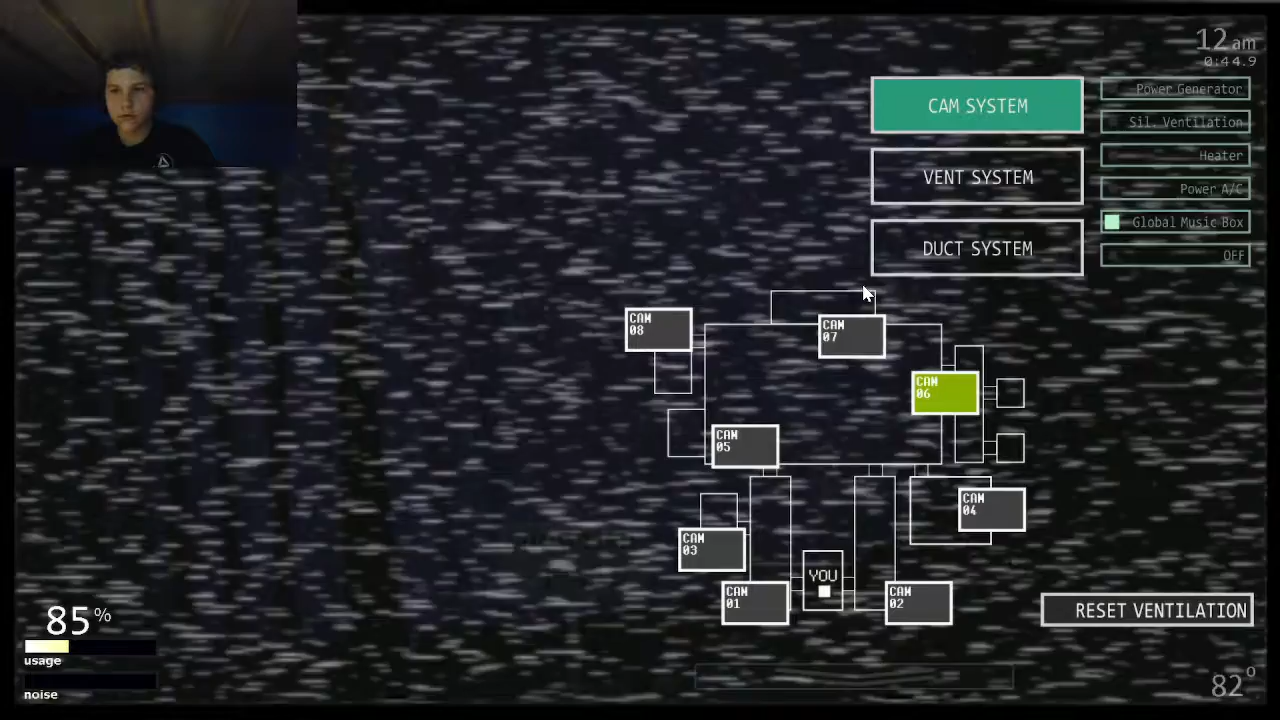 12 am
0:44.9
CAM SYSTEM
Power Generator
Sil. Ventilation
VENT SYSTEM
Heater
Power A/C
DUCT SYSTEM
Global Music Box
OFF
CAM
08
CAM
07
CAM
06
CAM
05
CAM
04
CAM
03
YOU
CAM
01
CAM
02
RESET VENTILATION
85%
usage
noise
82°